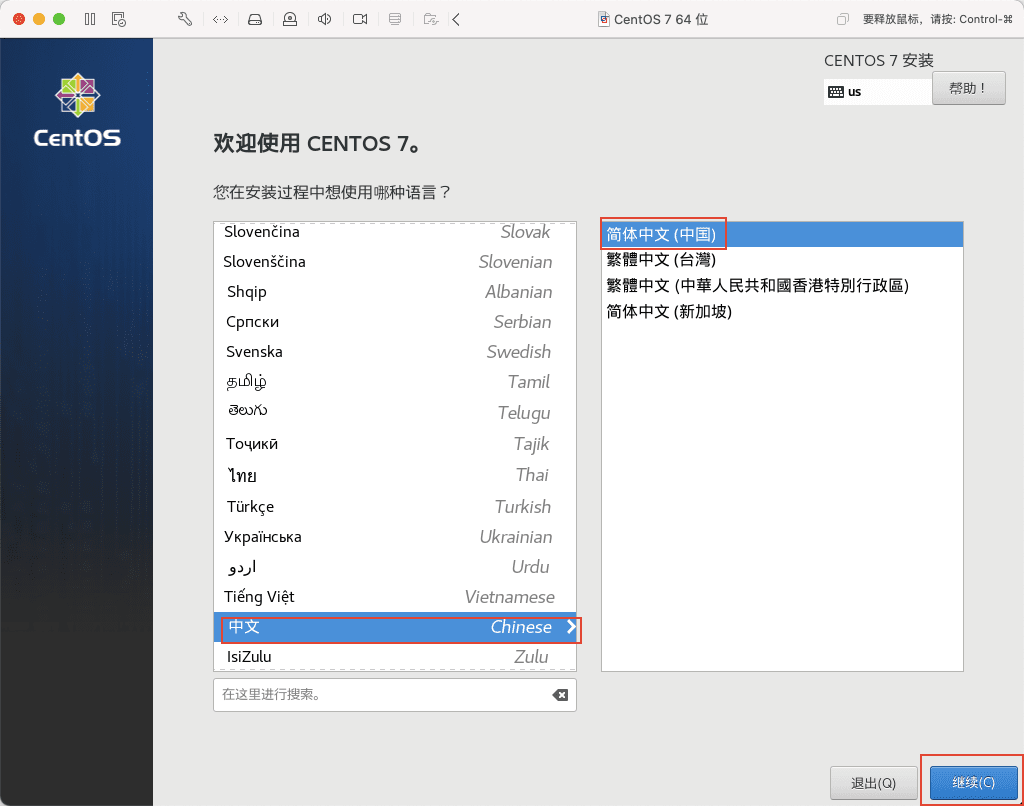 CentOS 7 64 位
要释放鼠标，请按: Control-⌘
CentOS
CENTOS 7 安装
us
帮助！
欢迎使用 CENTOS 7。
您在安装过程中想使用哪种语言？
Slovenčina Slovak
Slovenščina Slovenian
Shqip Albanian
Српски Serbian
Svenska Swedish
தமிழ் Tamil
తెలుగు Telugu
Тоҷикӣ Tajik
ไทย Thai
Türkçe Turkish
Українська Ukrainian
اردو Urdu
Tiếng Việt Vietnamese
中文 Chinese
IsiZulu Zulu
简体中文 (中国)
繁體中文 (台灣)
繁體中文 (中華人民共和國香港特別行政區)
简体中文 (新加坡)
在这里进行搜索。
退出(Q)
继续(C)